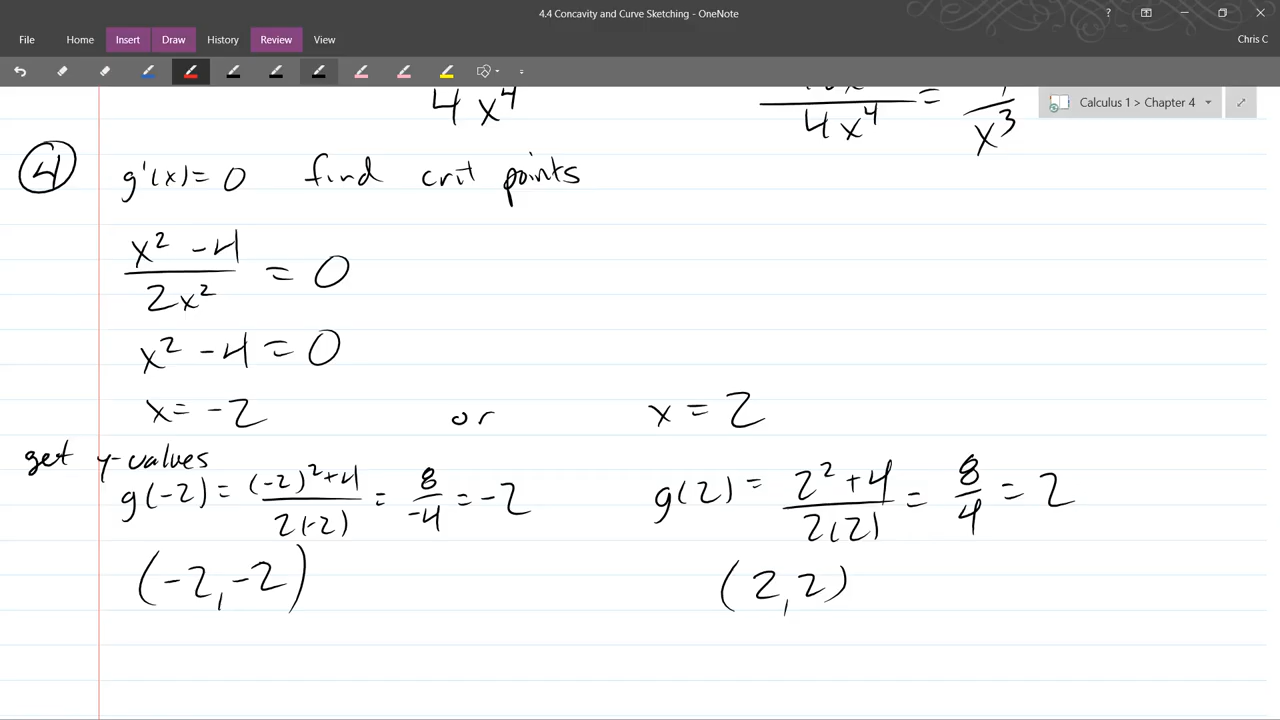 4.4 Concavity and Curve Sketching - OneNote
File Home Insert Draw History Review View Chris C
Calculus 1 > Chapter 4
4x⁴
4x⁴ = x³
④ g'(x) = 0 find crit points
x² - 4 / 2x² = 0
x² - 4 = 0
x = -2 or x = 2
get y-values
g(-2) = (-2)² + 4 / 2(-2) = 8 / -4 = -2 g(2) = 2² + 4 / 2(2) = 8 / 4 = 2
(-2, -2) (2, 2)